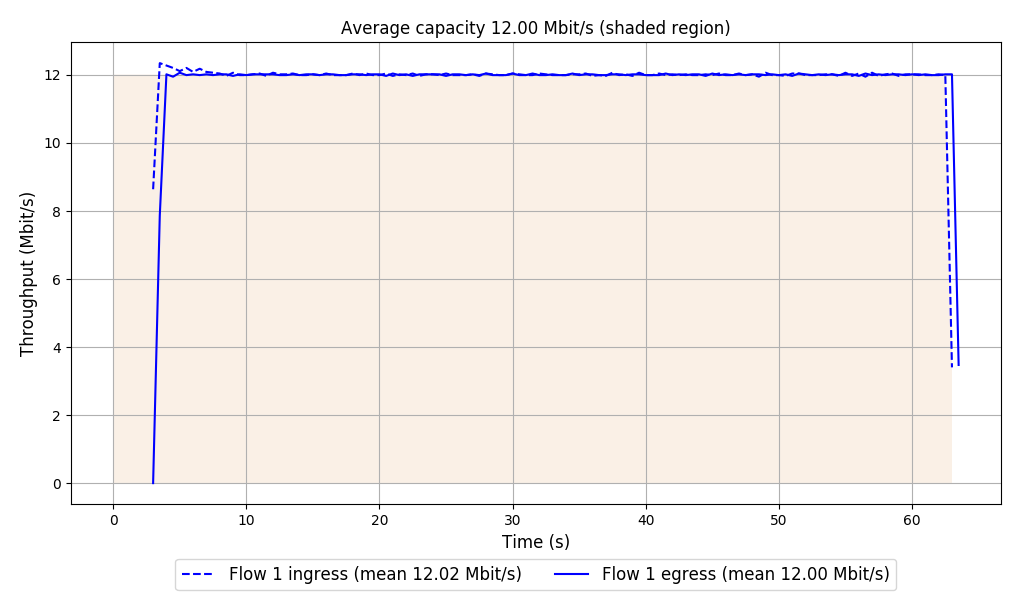 Average capacity 12.00 Mbit/s (shaded region)
Throughput (Mbit/s)
12
10
8
6
4
2
0
0 10 20 30 40 50 60
Time (s)
Flow 1 ingress (mean 12.02 Mbit/s) Flow 1 egress (mean 12.00 Mbit/s)